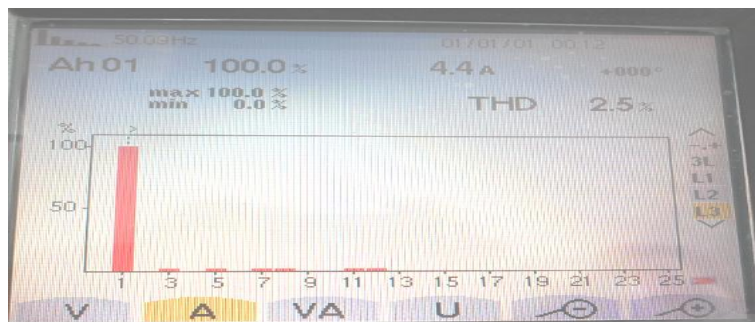 50.09Hz 01/01/01 00:12
Ah 01 100.0 % 4.4 A +000°
max 100.0 %
min 0.0 %
THD 2.5 %
%
100
50
3L
L1
L2
L3
1 3 5 7 9 11 13 15 17 19 21 23 25
V A VA U